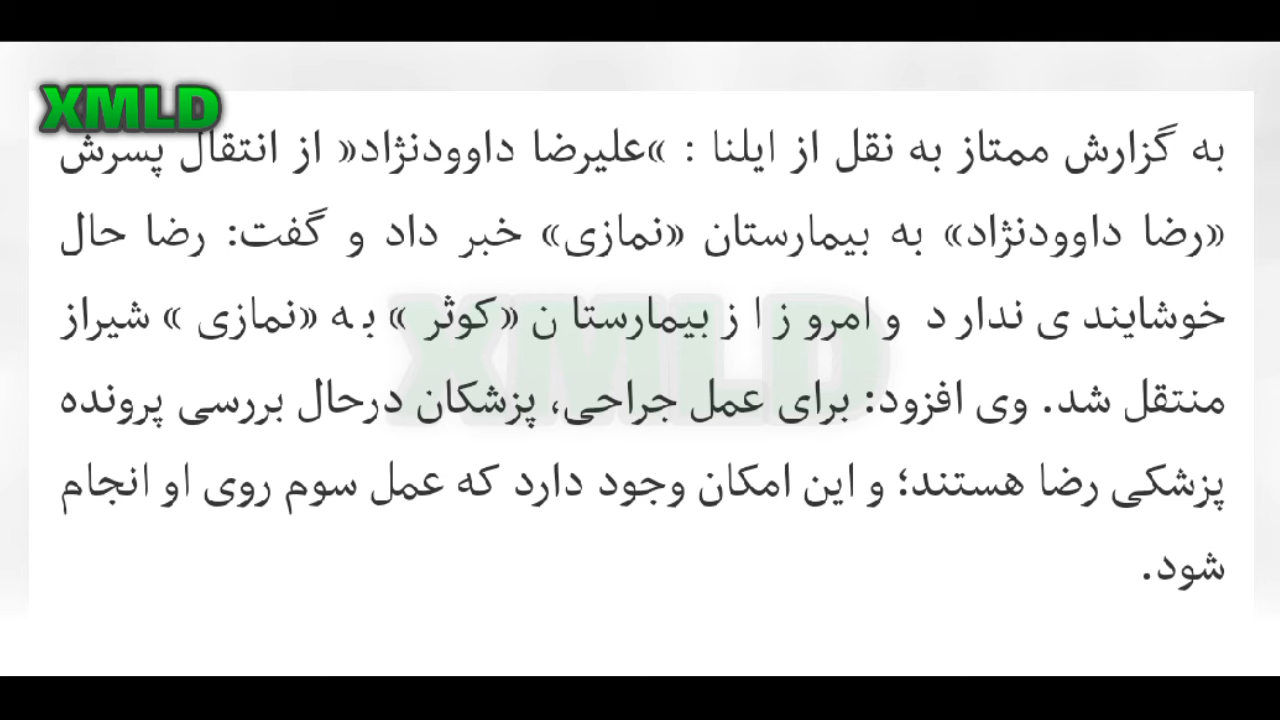 XMLD
به گزارش ممتاز به نقل از ایلنا : »علیرضا داوودنژاد« از انتقال پسرش
«رضا داوودنژاد» به بیمارستان «نمازی» خبر داد و گفت: رضا حال
خوشایند ی ندار د و امرو ز ا ز بیمارستا ن «کوثر » ب ه «نمازی » شیراز
منتقل شد. وی افزود: برای عمل جراحی، پزشکان درحال بررسی پرونده
پزشکی رضا هستند؛ و این امکان وجود دارد که عمل سوم روی او انجام
شود.
XMLD